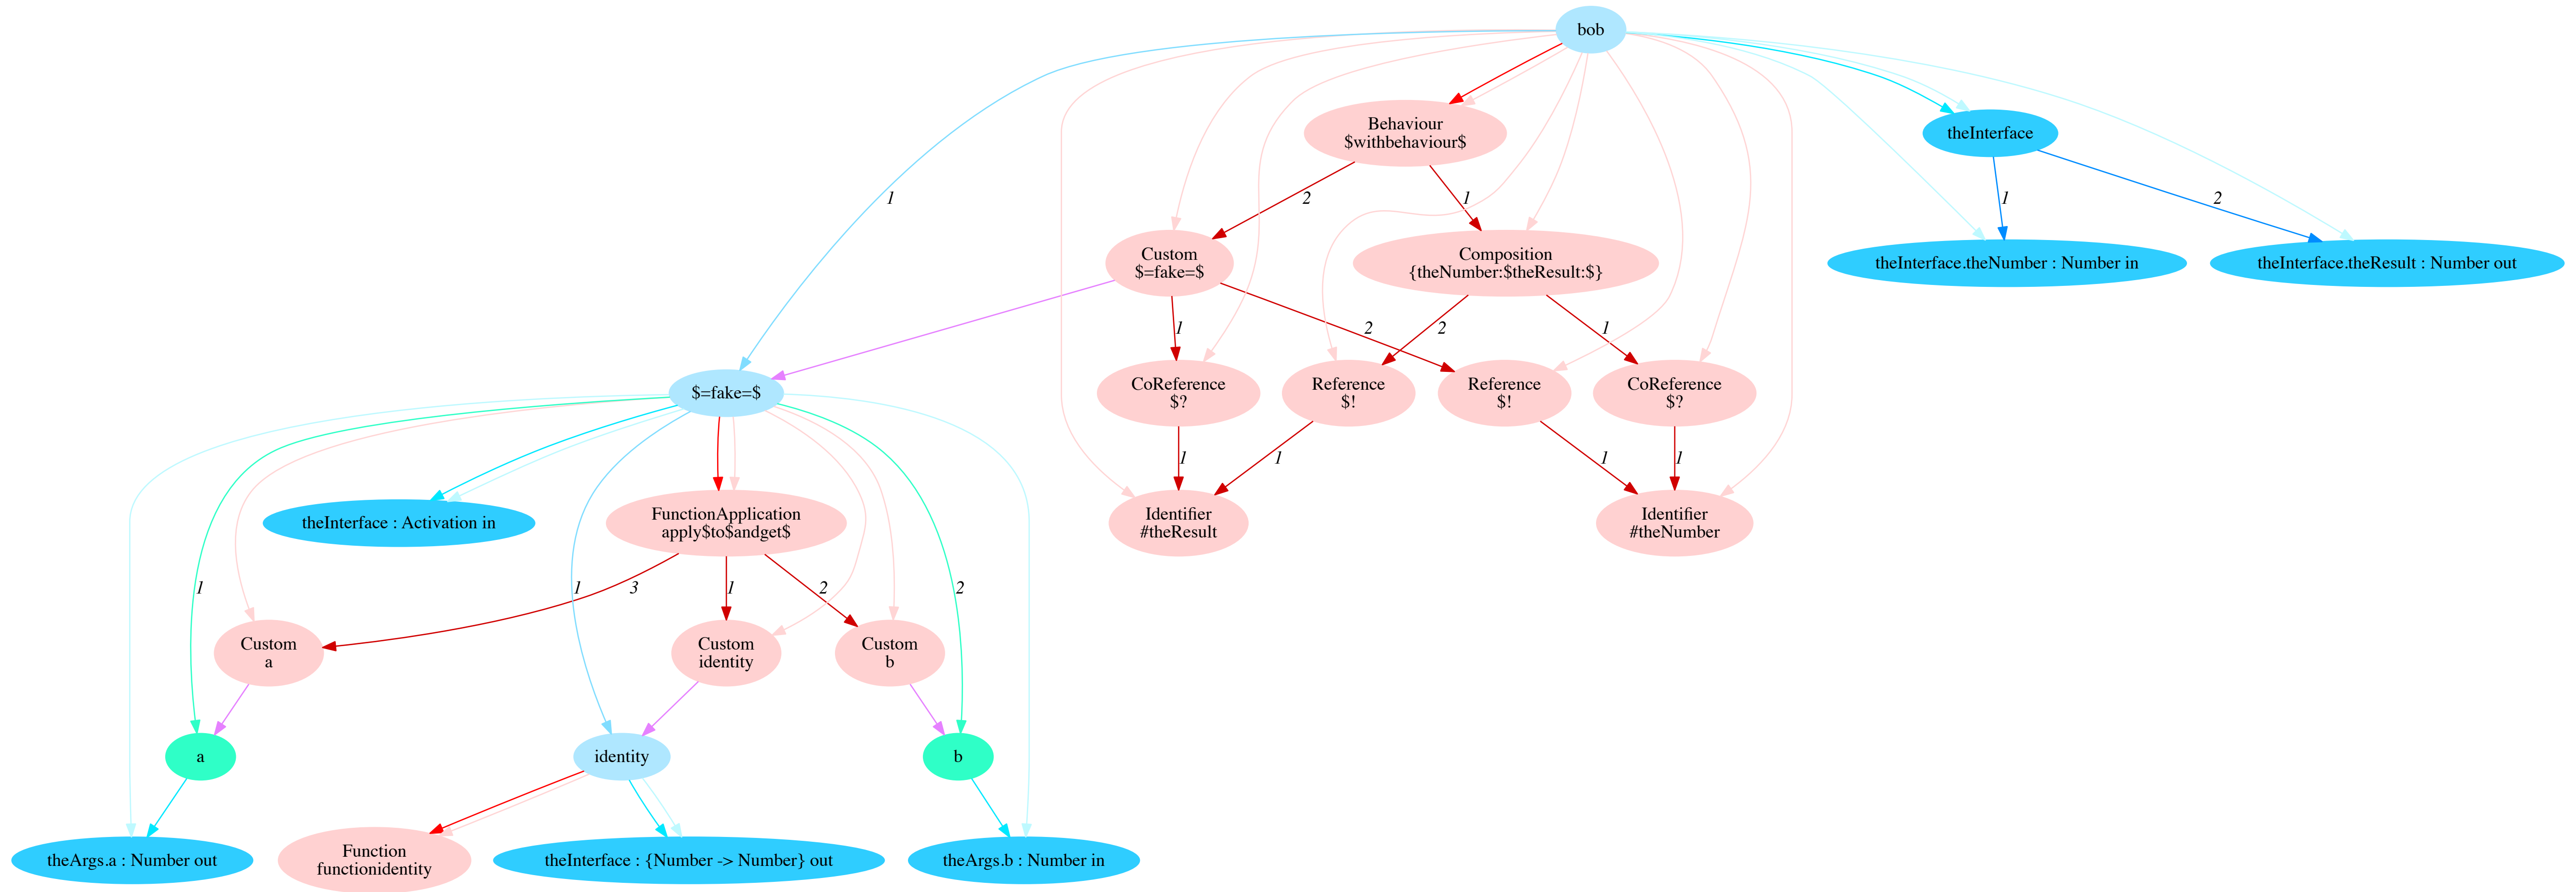 bob
Behaviour
$withbehaviour$
theInterface
1
2
1
1
2
Custom
$=fake=$
Composition
{theNumber:$theResult:$}
theInterface.theNumber : Number in
theInterface.theResult : Number out
1
2
2
1
$=fake=$
CoReference
$?
Reference
$!
Reference
$!
CoReference
$?
1
1
1
1
theInterface : Activation in
FunctionApplication
apply$to$andget$
Identifier
#theResult
Identifier
#theNumber
1
1
3
1
2
2
Custom
a
Custom
identity
Custom
b
a
identity
b
theArgs.a : Number out
Function
functionidentity
theInterface : {Number -> Number} out
theArgs.b : Number in